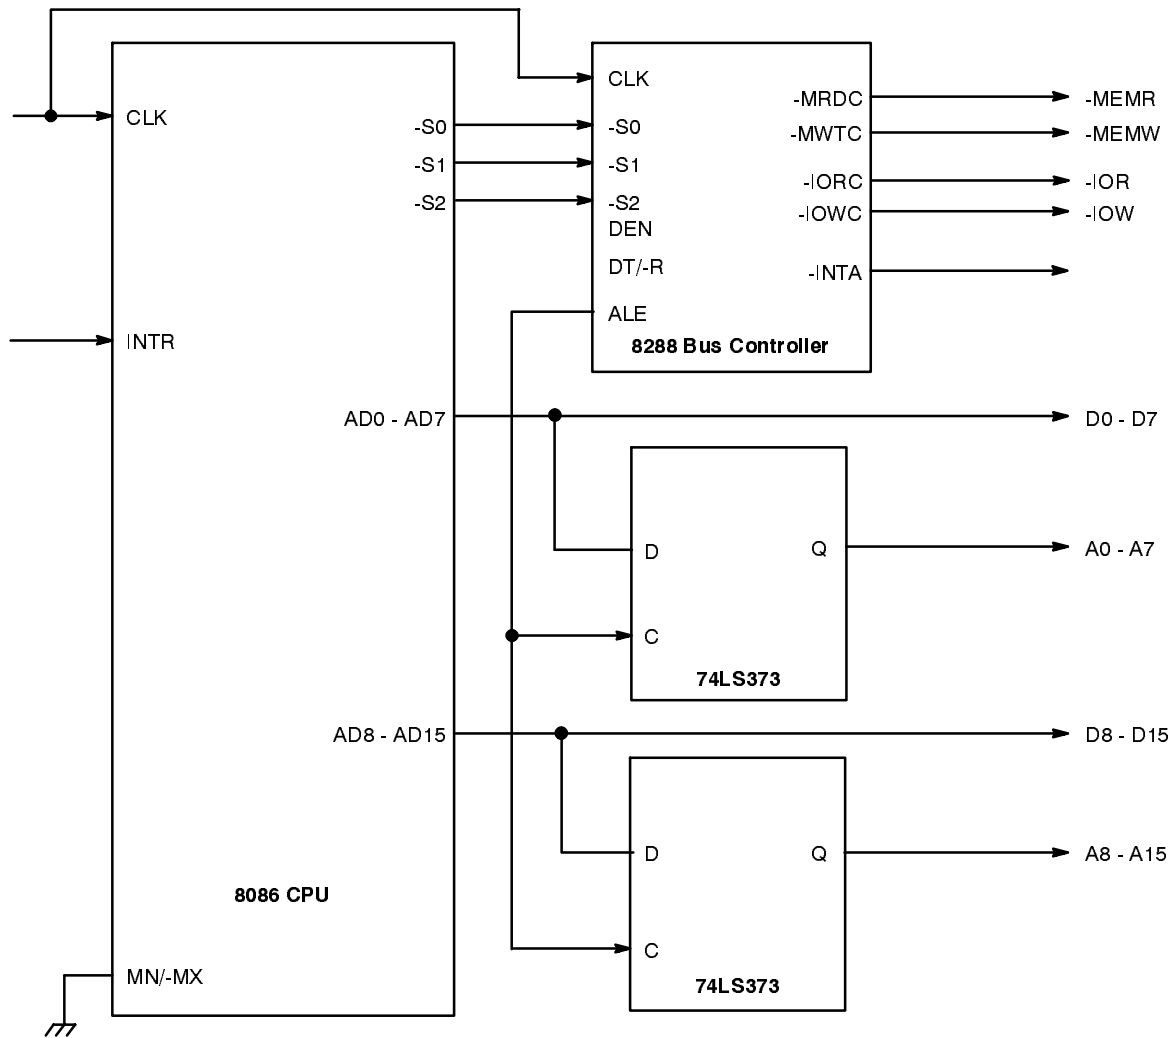 CLK
INTR
-S0
-S1
-S2
AD0 - AD7
AD8 - AD15
8086 CPU
MN/-MX
CLK
-S0
-S1
-S2
DEN
DT/-R
ALE
-MRDC
-MWTC
-IORC
-IOWC
-INTA
8288 Bus Controller
-MEMR
-MEMW
-IOR
-IOW
D0 - D7
D
Q
C
74LS373
A0 - A7
D8 - D15
D
Q
C
74LS373
A8 - A15